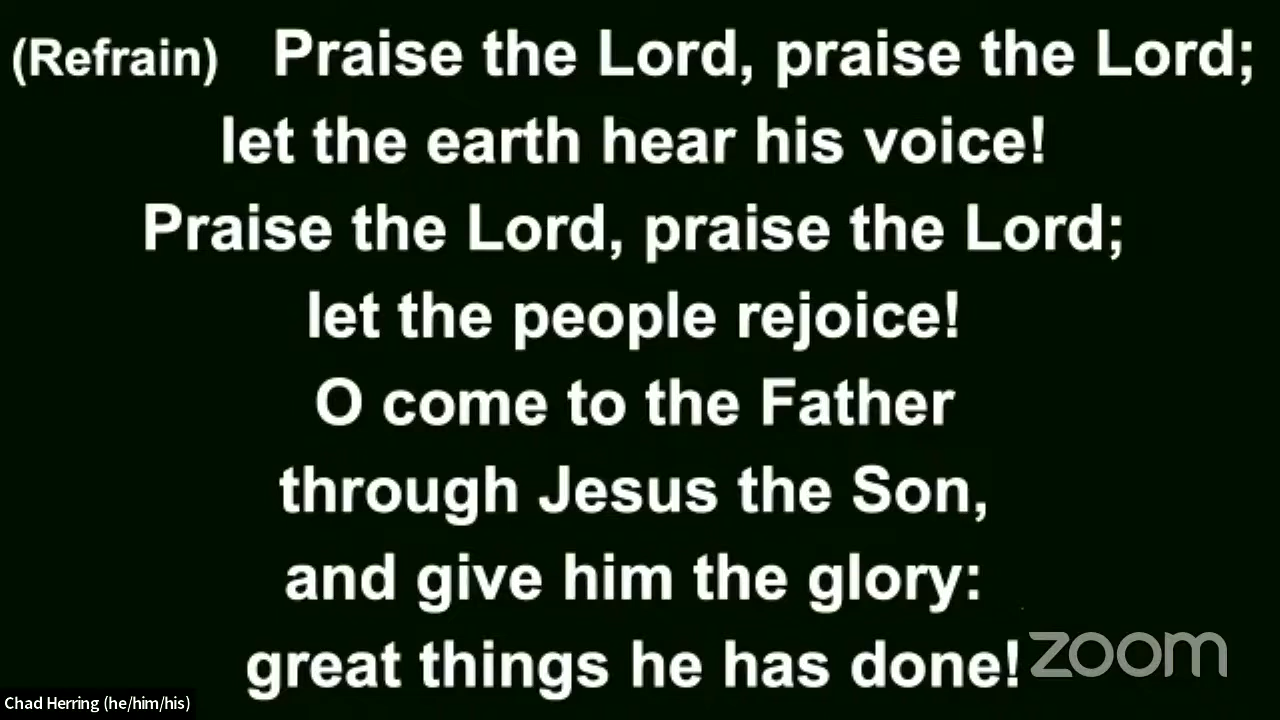 (Refrain) Praise the Lord, praise the Lord;
let the earth hear his voice!
Praise the Lord, praise the Lord;
let the people rejoice!
O come to the Father
through Jesus the Son,
and give him the glory:
great things he has done!
zoom
Chad Herring (he/him/his)